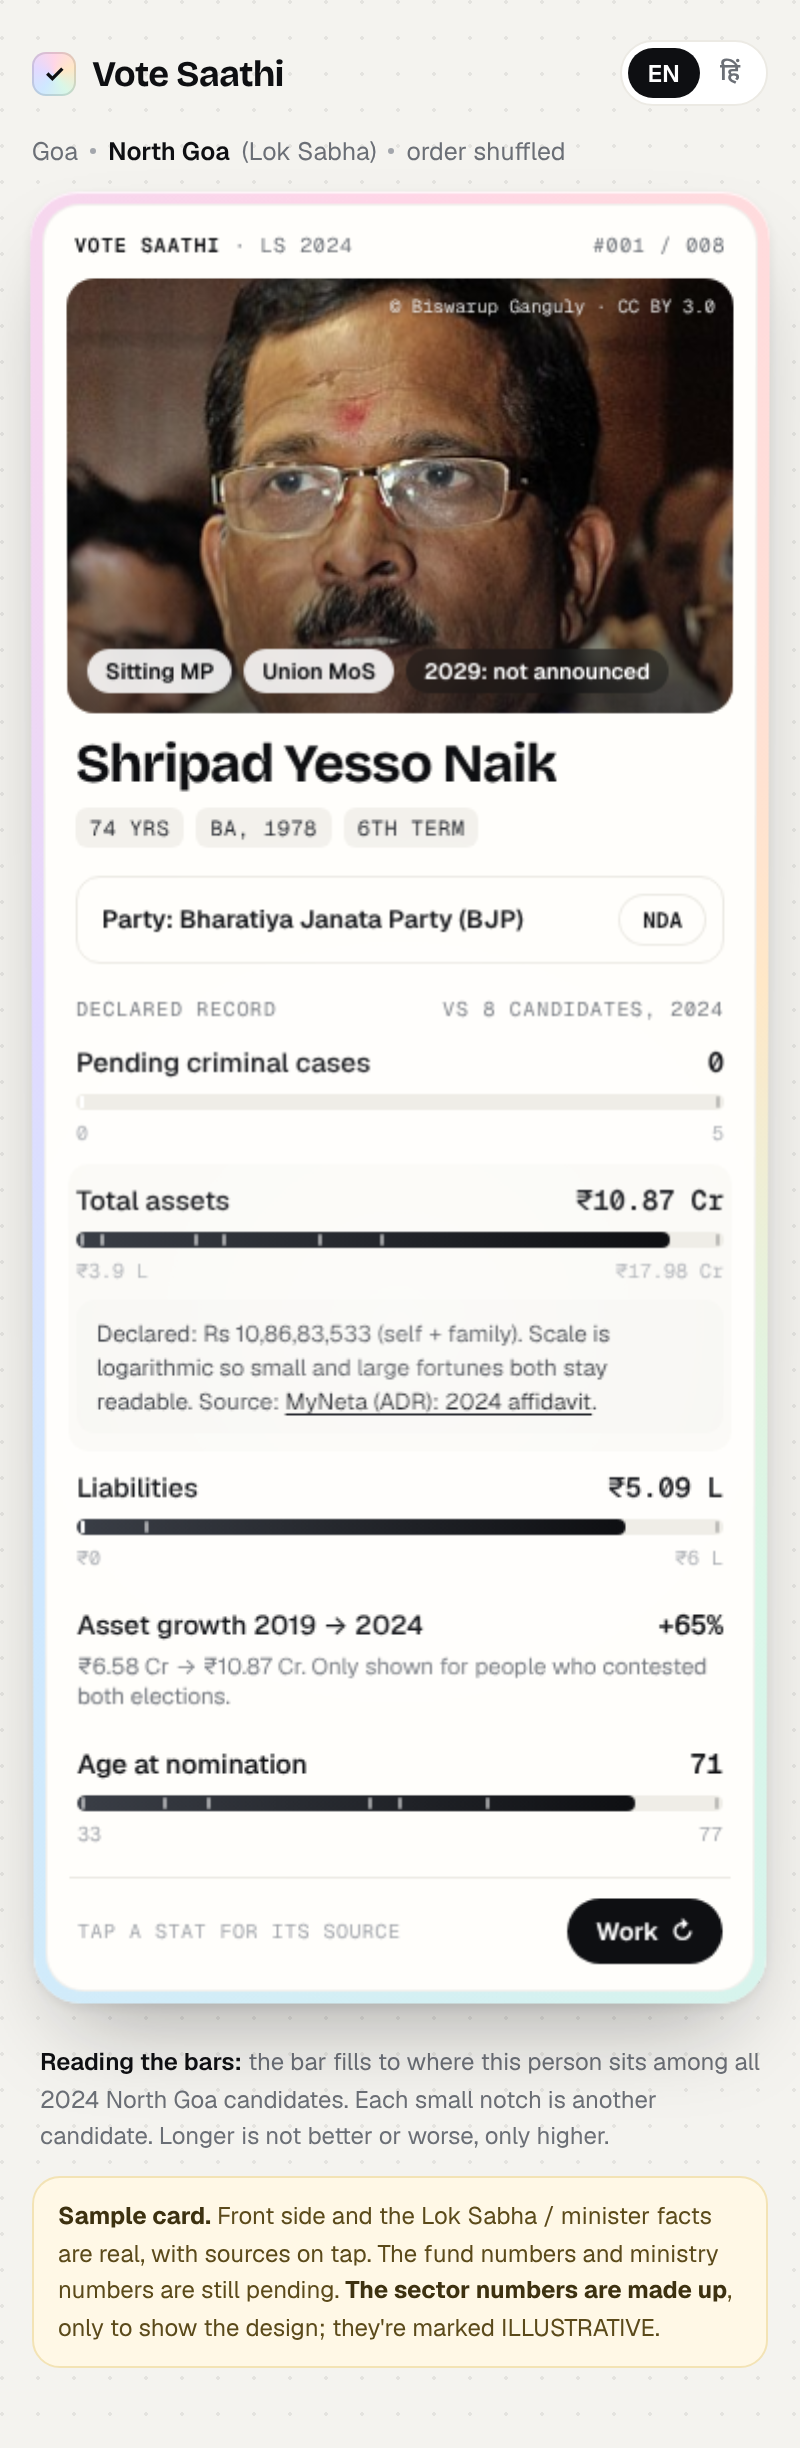 Vote Saathi
EN हिं
Goa • North Goa (Lok Sabha) • order shuffled
VOTE SAATHI · LS 2024 #001 / 008
© Biswarup Ganguly · CC BY 3.0
Sitting MP Union MoS 2029: not announced
Shripad Yesso Naik
74 YRS BA, 1978 6TH TERM
Party: Bharatiya Janata Party (BJP) NDA
DECLARED RECORD VS 8 CANDIDATES, 2024
Pending criminal cases 0
0 5
Total assets ₹10.87 Cr
₹3.9 L ₹17.98 Cr
Declared: Rs 10,86,83,533 (self + family). Scale is
logarithmic so small and large fortunes both stay
readable. Source: MyNeta (ADR): 2024 affidavit.
Liabilities ₹5.09 L
₹0 ₹6 L
Asset growth 2019 → 2024 +65%
₹6.58 Cr → ₹10.87 Cr. Only shown for people who contested
both elections.
Age at nomination 71
33 77
TAP A STAT FOR ITS SOURCE Work ↻
Reading the bars: the bar fills to where this person sits among all
2024 North Goa candidates. Each small notch is another
candidate. Longer is not better or worse, only higher.
Sample card. Front side and the Lok Sabha / minister facts
are real, with sources on tap. The fund numbers and ministry
numbers are still pending. The sector numbers are made up,
only to show the design; they're marked ILLUSTRATIVE.